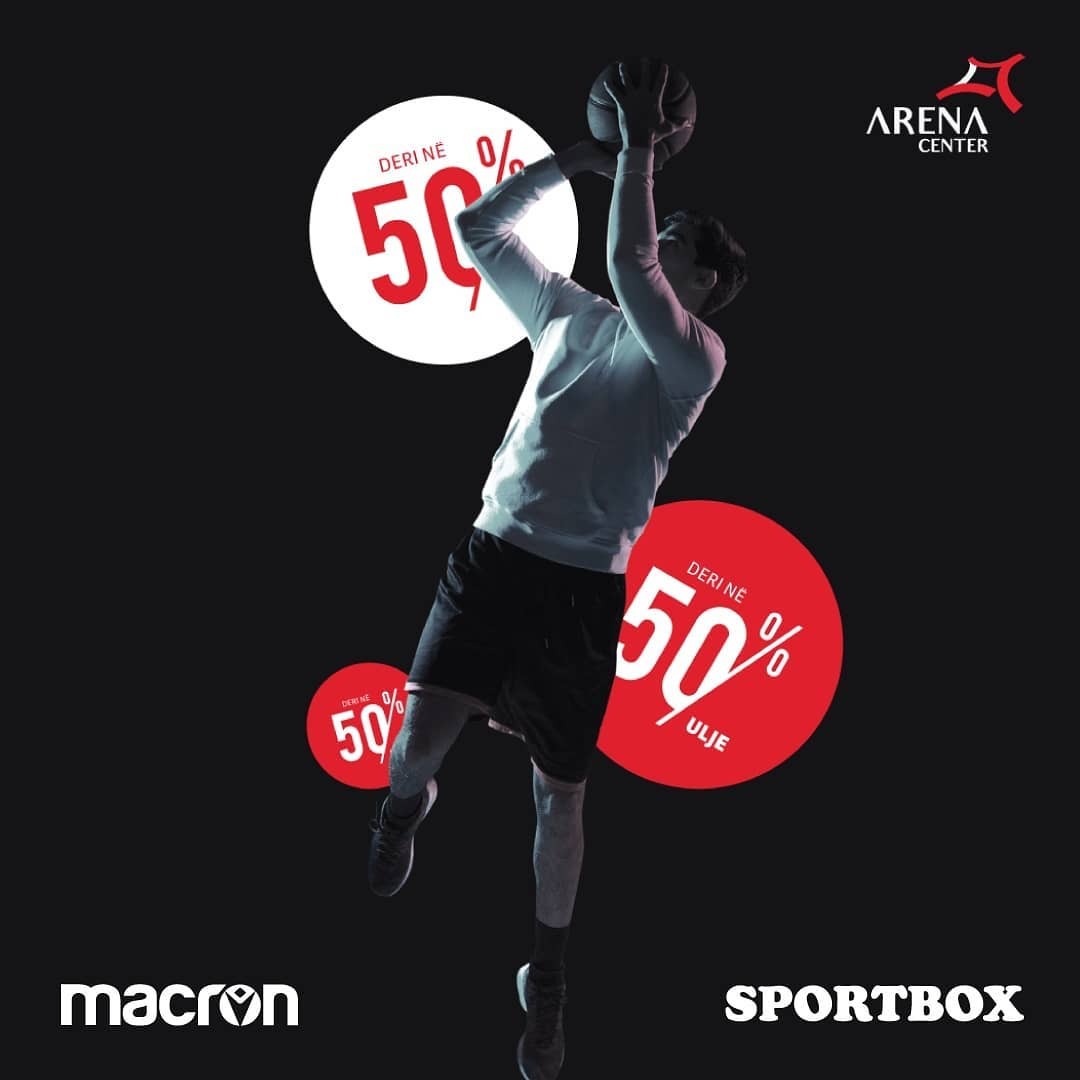 ARENA
CENTER
DERI NË
50%
DERI NË
50%
ULJE
DERI NË
50%
macron
SPORTBOX